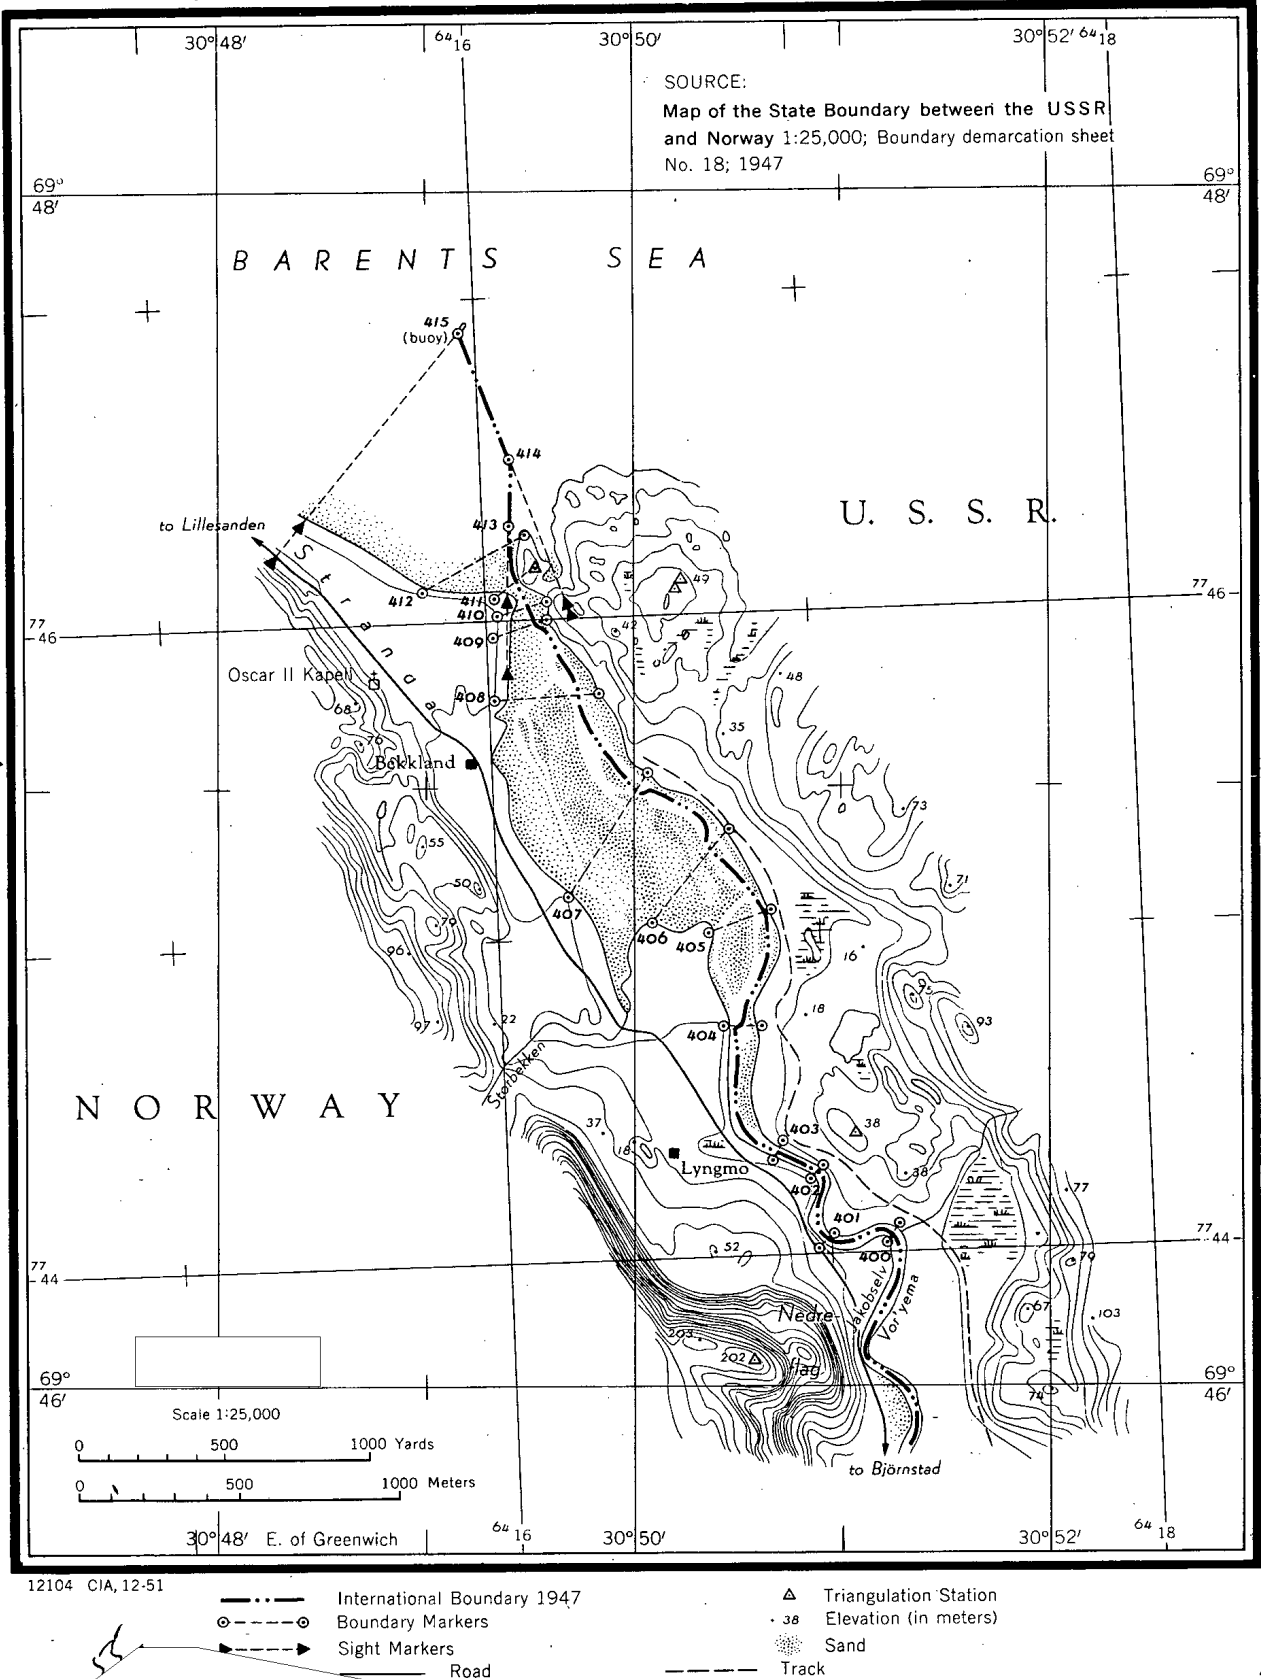 30°48'
64 16
30°50'
30°52'
64 18
SOURCE:
Map of the State Boundary between the USSR
and Norway 1:25,000; Boundary demarcation sheet
No. 18; 1947
69°
48'
69°
48'
BARENTS SEA
415
(buoy)
414
U. S. S. R.
413
to Lillesanden
Stranda
49
412
411
410
409
42
77
46
77
46
Oscar II Kapell
408
48
68
35
76
Bekkland
73
55
71
50
407
79
406
405
96
16
95
97
22
404
18
93
Storbekken
NORWAY
37
403
38
18
Lyngmo
402
38
77
401
52
400
77
44
79
77
44
Jakobselv
Vor'yema
67
103
Nedre-
flag
203
202
74
69°
46'
69°
46'
Scale 1:25,000
0 500 1000 Yards
0 500 1000 Meters
to Björnstad
30°48' E. of Greenwich
64 16
30°50'
30°52'
64 18
12104 CIA, 12-51
International Boundary 1947
Boundary Markers
Sight Markers
Road
Triangulation Station
38 Elevation (in meters)
Sand
Track